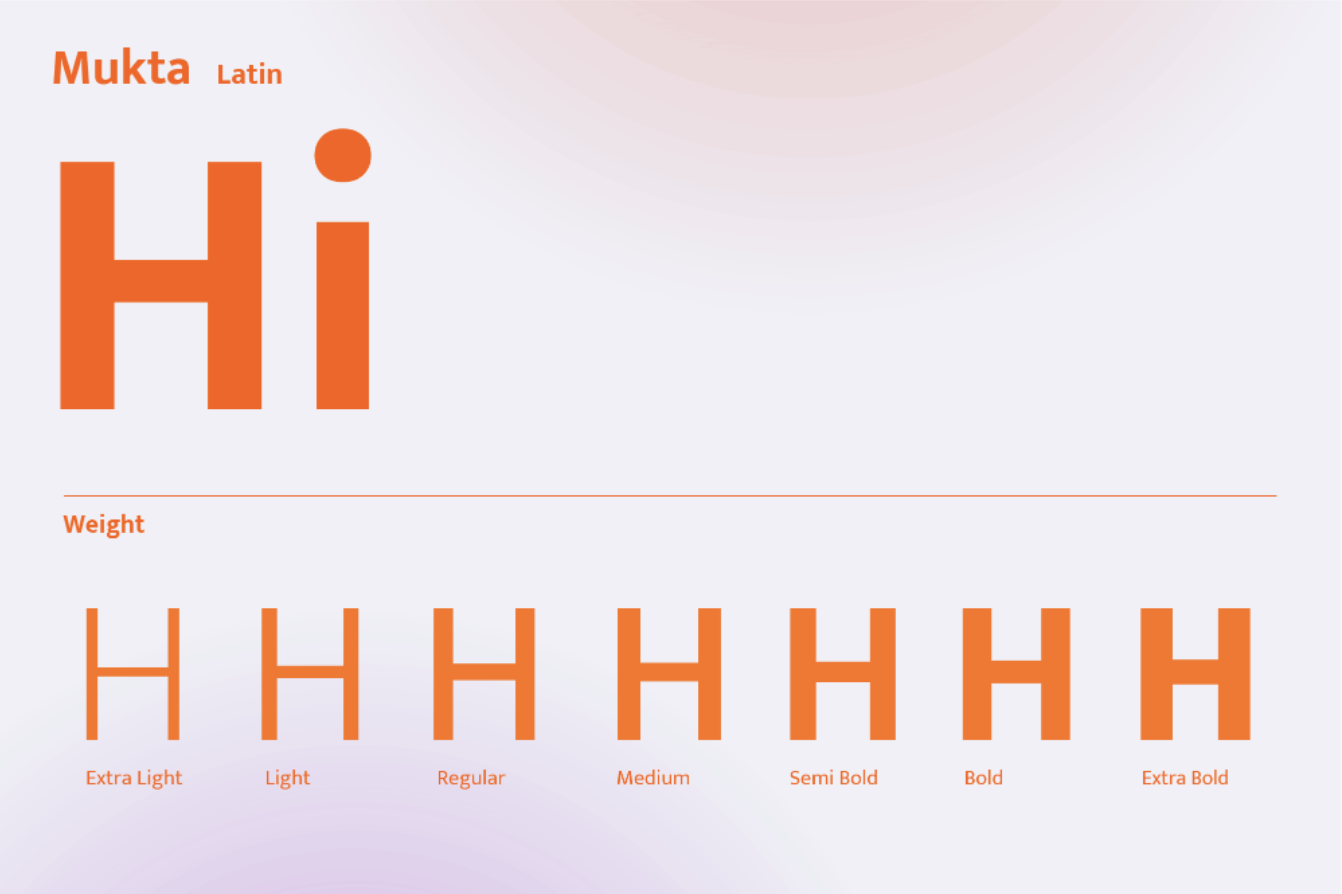 Mukta Latin
Hi
Weight
H H H H H H H
Extra Light Light Regular Medium Semi Bold Bold Extra Bold